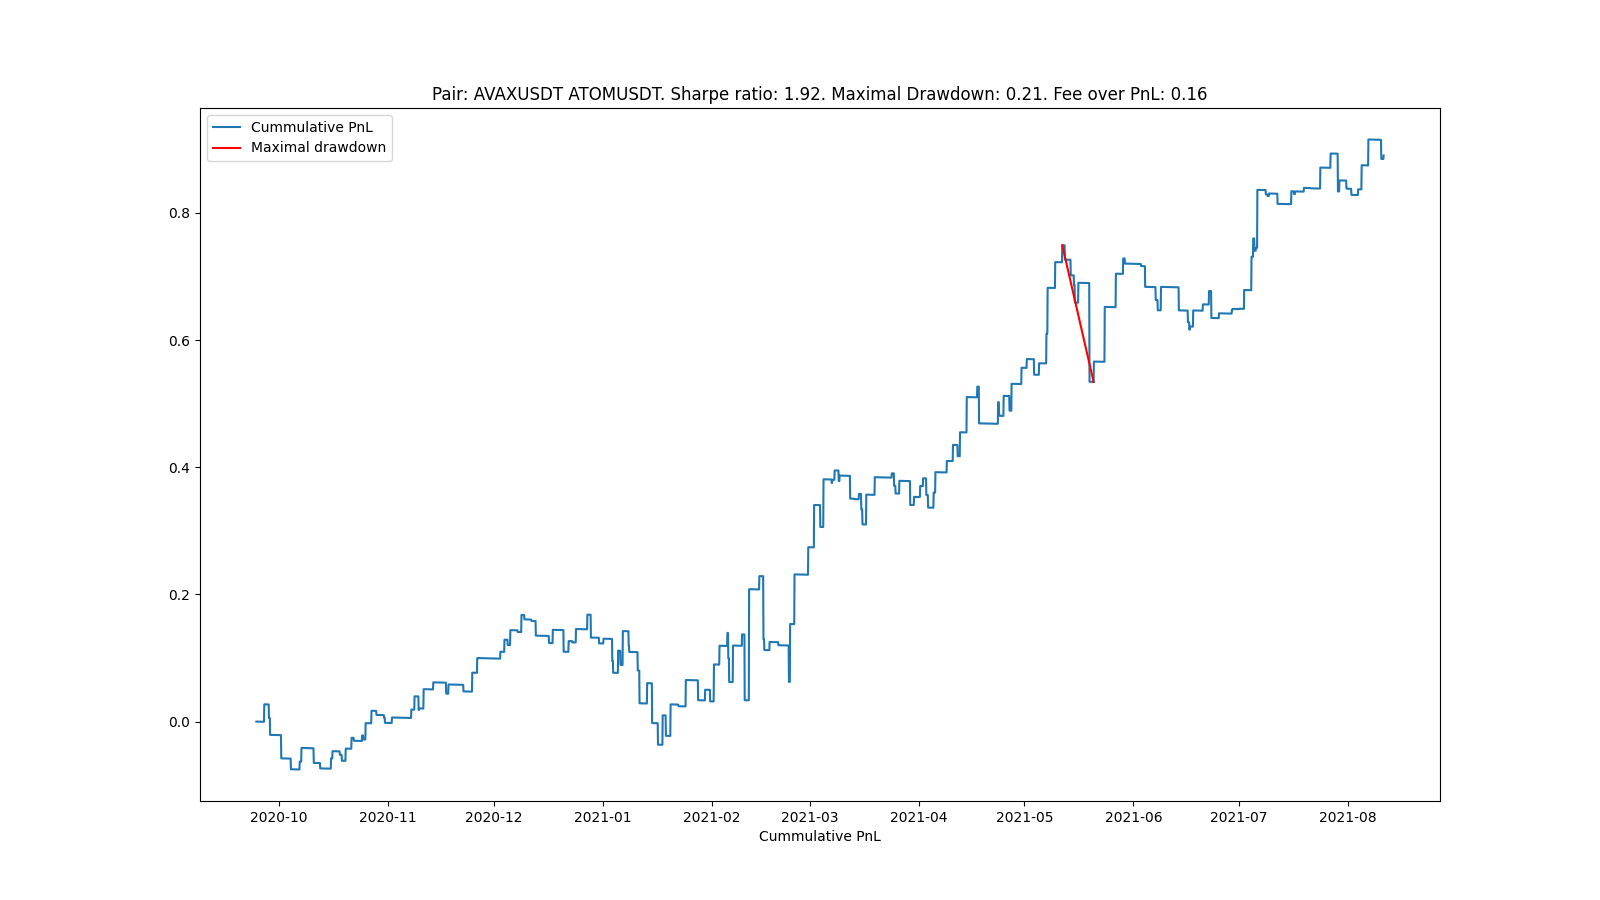 Pair: AVAXUSDT ATOMUSDT. Sharpe ratio: 1.92. Maximal Drawdown: 0.21. Fee over PnL: 0.16
Cummulative PnL
Maximal drawdown
0.8
0.6
0.4
0.2
0.0
2020-10 2020-11 2020-12 2021-01 2021-02 2021-03 2021-04 2021-05 2021-06 2021-07 2021-08
Cummulative PnL